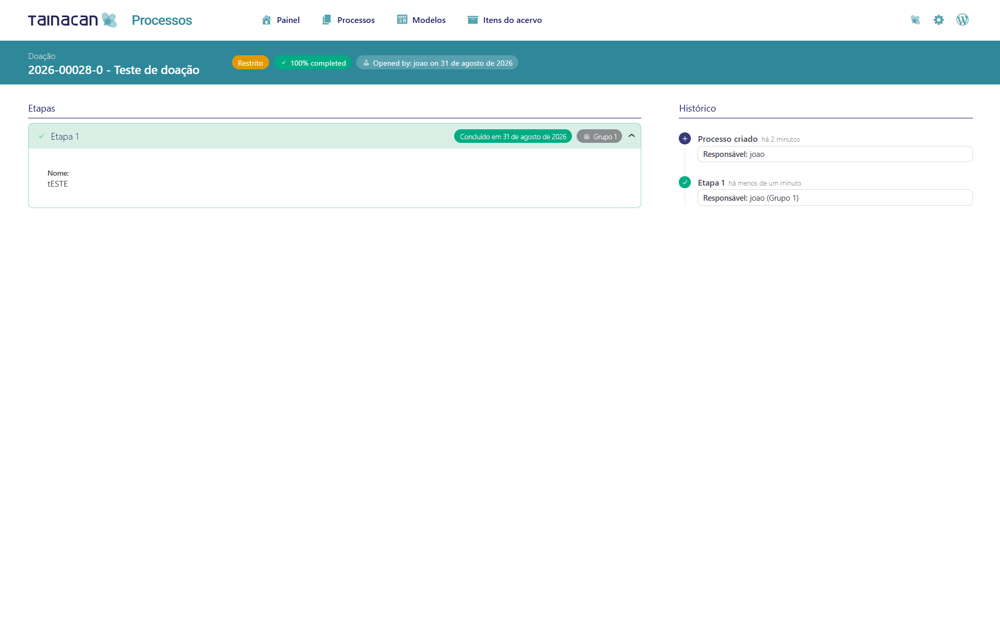 TAINACAN Processos
Painel Processos Modelos Itens do acervo
Doação
2026-00028-0 - Teste de doação
Restrito 100% completed Opened by: joao on 31 de agosto de 2026
Etapas
Etapa 1 Concluído em 31 de agosto de 2026 Grupo 1
Nome:
tESTE
Histórico
Processo criado há 2 minutos
Responsável: joao
Etapa 1 há menos de um minuto
Responsável: joao (Grupo 1)